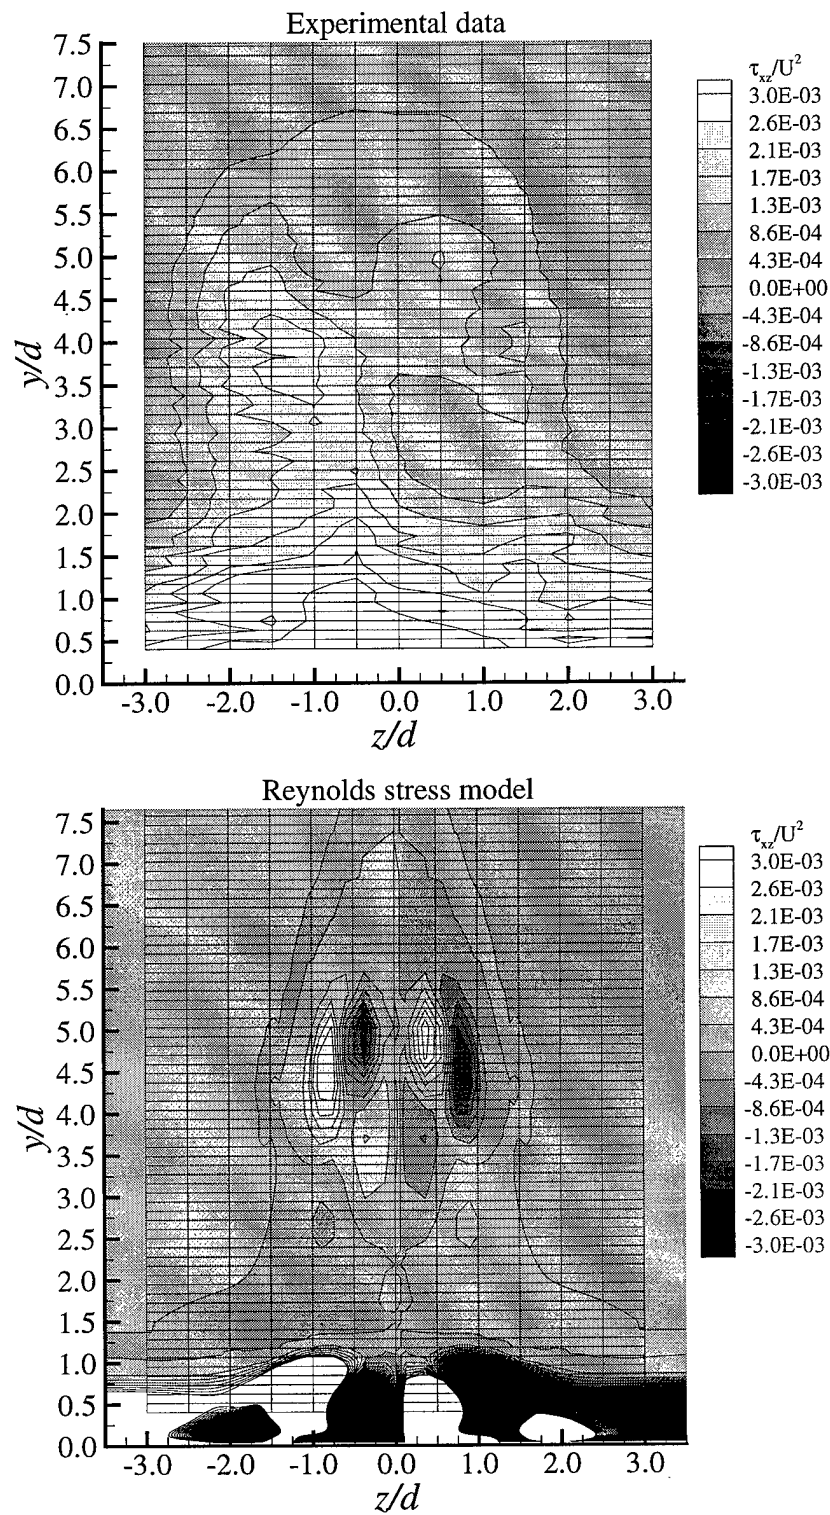 Experimental data
τxz/U²
3.0E-03
2.6E-03
2.1E-03
1.7E-03
1.3E-03
8.6E-04
4.3E-04
0.0E+00
-4.3E-04
-8.6E-04
-1.3E-03
-1.7E-03
-2.1E-03
-2.6E-03
-3.0E-03
y/d
7.5
7.0
6.5
6.0
5.5
5.0
4.5
4.0
3.5
3.0
2.5
2.0
1.5
1.0
0.5
0.0
-3.0 -2.0 -1.0 0.0 1.0 2.0 3.0
z/d
Reynolds stress model
τxz/U²
3.0E-03
2.6E-03
2.1E-03
1.7E-03
1.3E-03
8.6E-04
4.3E-04
0.0E+00
-4.3E-04
-8.6E-04
-1.3E-03
-1.7E-03
-2.1E-03
-2.6E-03
-3.0E-03
y/d
7.5
7.0
6.5
6.0
5.5
5.0
4.5
4.0
3.5
3.0
2.5
2.0
1.5
1.0
0.5
0.0
-3.0 -2.0 -1.0 0.0 1.0 2.0 3.0
z/d